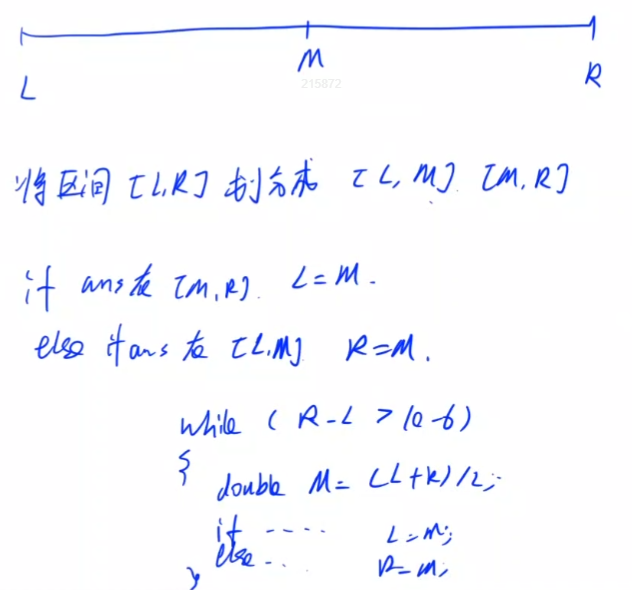 L M R
215872
将区间 [L,R] 划分成 [L, M] [M,R]
if ans在 [M,R]. L=M.
else if ans 在 [L.M] R=M.
while ( R-L > 1e-6)
{
double M= (L+R)/2;
if ---- L=M;
else... R=M;
}